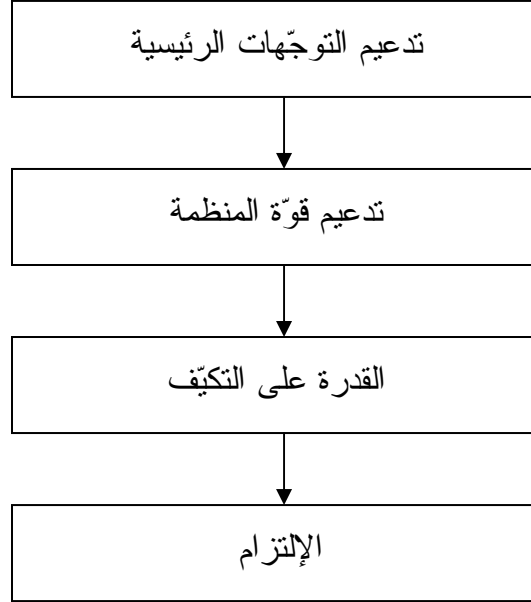 تدعيم التوجّهات الرئيسية
تدعيم قوّة المنظمة
القدرة على التكيّف
الإلتزام